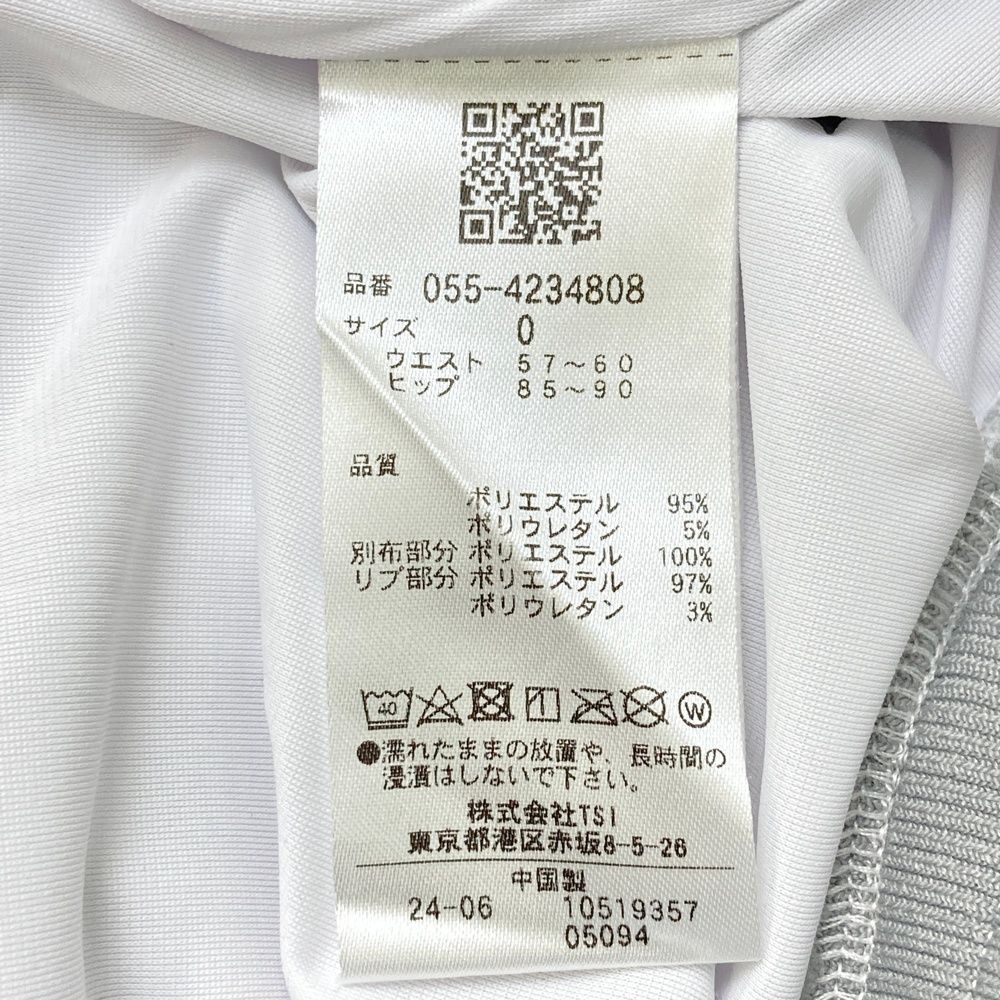 品番 055-4234808
サイズ 0
ウエスト 57～60
ヒップ 85～90
品質
ポリエステル 95%
ポリウレタン 5%
別布部分 ポリエステル 100%
リブ部分 ポリエステル 97%
ポリウレタン 3%
40
W
●濡れたままの放置や、長時間の
浸漬はしないで下さい。
株式会社TSI
東京都港区赤坂8-5-26
中国製
24-06 10519357
05094